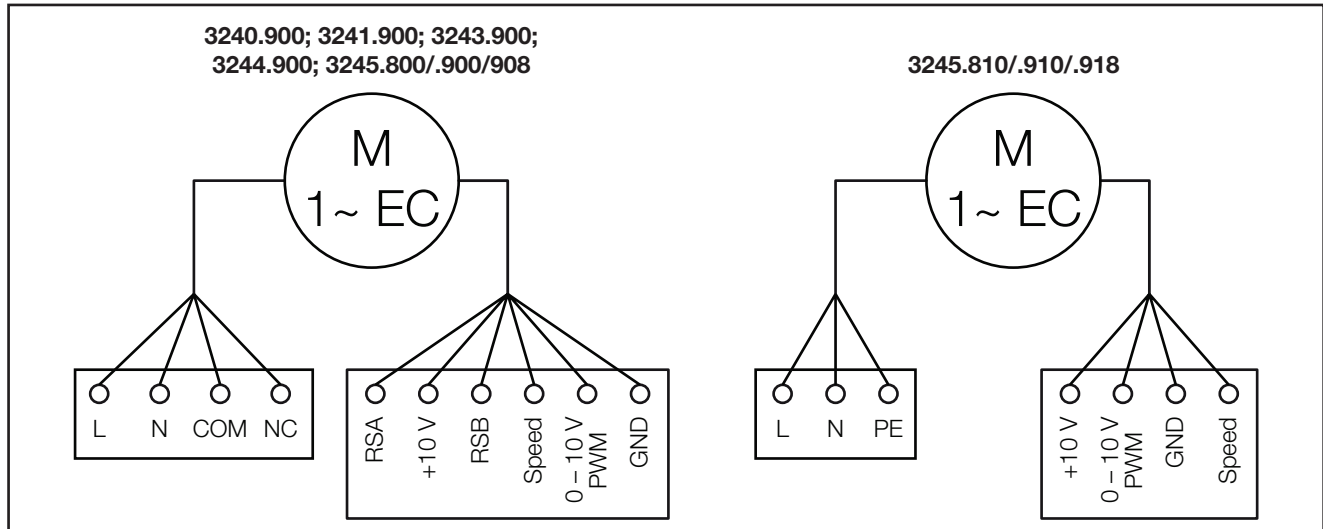 3240.900; 3241.900; 3243.900;
3244.900; 3245.800/.900/908
M
1~ EC
L
N
COM
NC
RSA
+10 V
RSB
Speed
0 – 10 V
PWM
GND
3245.810/.910/.918
M
1~ EC
L
N
PE
+10 V
0 – 10 V
PWM
GND
Speed